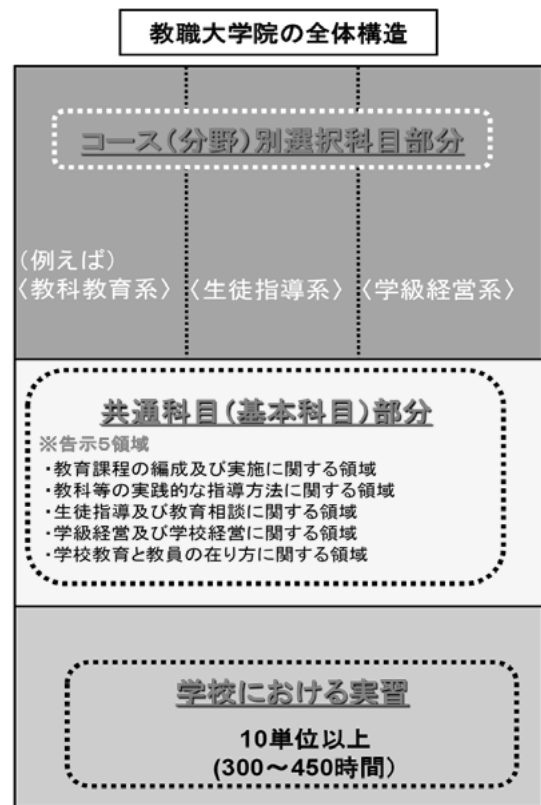 教職大学院の全体構造
コース(分野)別選択科目部分
(例えば)
〈教科教育系〉〈生徒指導系〉〈学級経営系〉
共通科目(基本科目)部分
※告示5領域
・教育課程の編成及び実施に関する領域
・教科等の実践的な指導方法に関する領域
・生徒指導及び教育相談に関する領域
・学級経営及び学校経営に関する領域
・学校教育と教員の在り方に関する領域
学校における実習
10単位以上
(300～450時間)